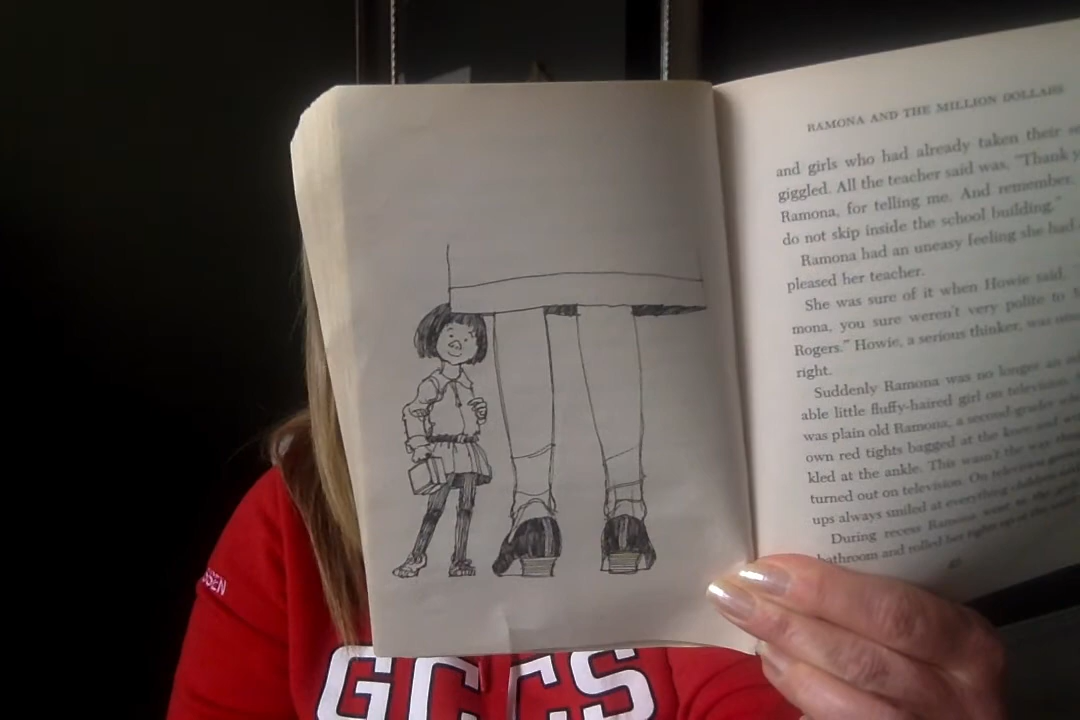 RAMONA AND THE MILLION DOLLARS
and girls who had already taken their
giggled. All the teacher said was, "Thank
Ramona, for telling me. And remember,
do not skip inside the school building."
Ramona had an uneasy feeling she had
pleased her teacher.
She was sure of it when Howie said,
mona, you sure weren't very polite to
Rogers." Howie, a serious thinker, was
right.
Suddenly Ramona was no longer an
able little fluffy-haired girl on television.
was plain old Ramona, a second-grader
own red tights bagged at the knee and
kled at the ankle. This wasn't the way
turned out on television. On television
ups always smiled at everything children
During recess Ramona went to the
bathroom and rolled her tights up at the
GCCS